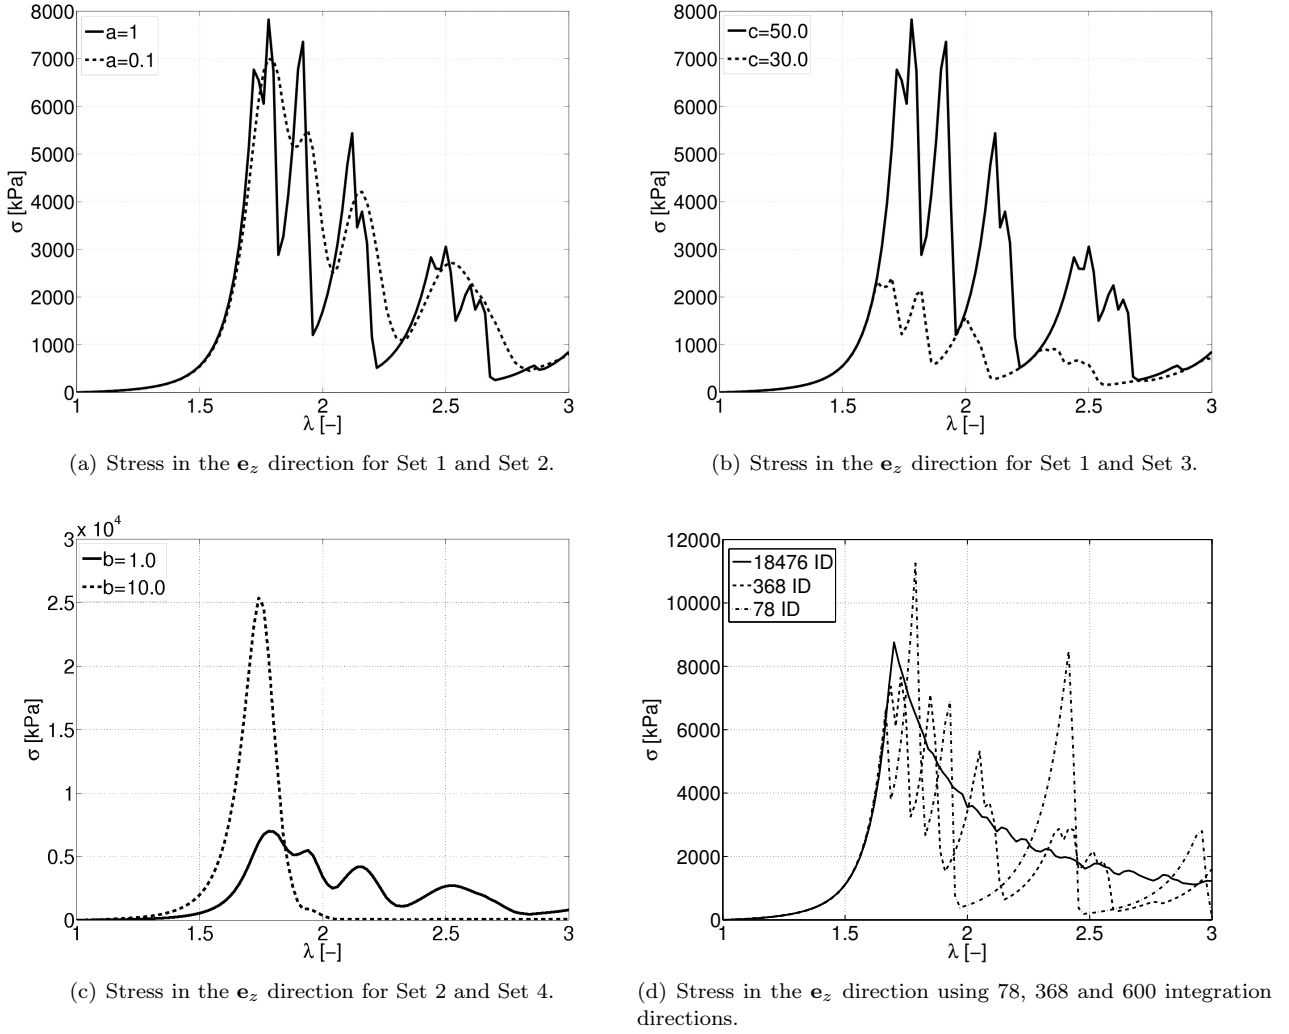 8000
7000
6000
5000
4000
3000
2000
1000
0
σ [kPa]
a=1
a=0.1
1
1.5
2
2.5
3
λ [–]
(a) Stress in the e_z direction for Set 1 and Set 2.
8000
7000
6000
5000
4000
3000
2000
1000
0
σ [kPa]
c=50.0
c=30.0
1
1.5
2
2.5
3
λ [–]
(b) Stress in the e_z direction for Set 1 and Set 3.
x 10^4
3
2.5
2
1.5
1
0.5
0
σ [kPa]
b=1.0
b=10.0
1
1.5
2
2.5
3
λ [–]
(c) Stress in the e_z direction for Set 2 and Set 4.
12000
10000
8000
6000
4000
2000
0
σ [kPa]
18476 ID
368 ID
78 ID
1
1.5
2
2.5
3
λ [–]
(d) Stress in the e_z direction using 78, 368 and 600 integration
directions.